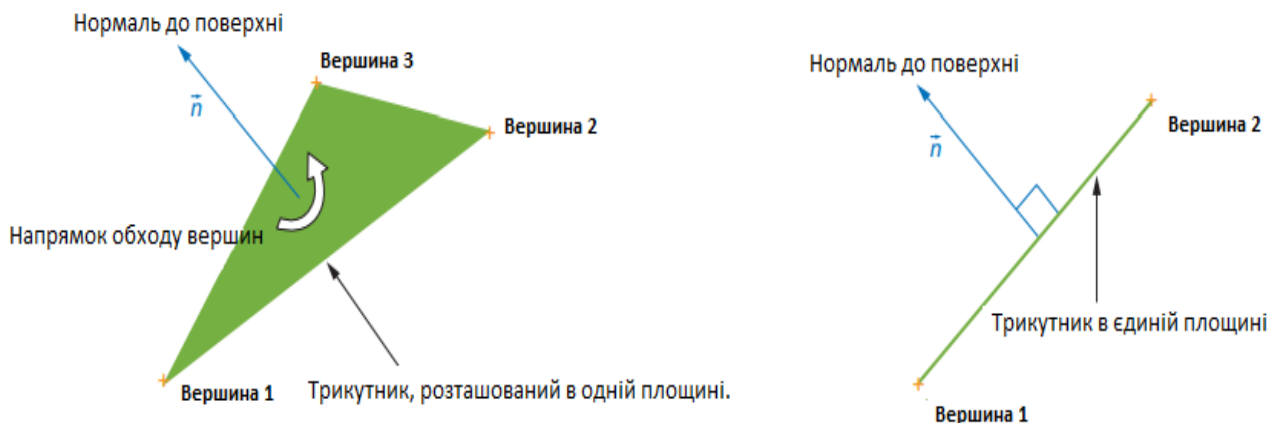 Нормаль до поверхні
n
Вершина 3
Вершина 2
Напрямок обходу вершин
Вершина 1
Трикутник, розташований в одній площині.
Нормаль до поверхні
n
Вершина 2
Трикутник в єдиній площині
Вершина 1